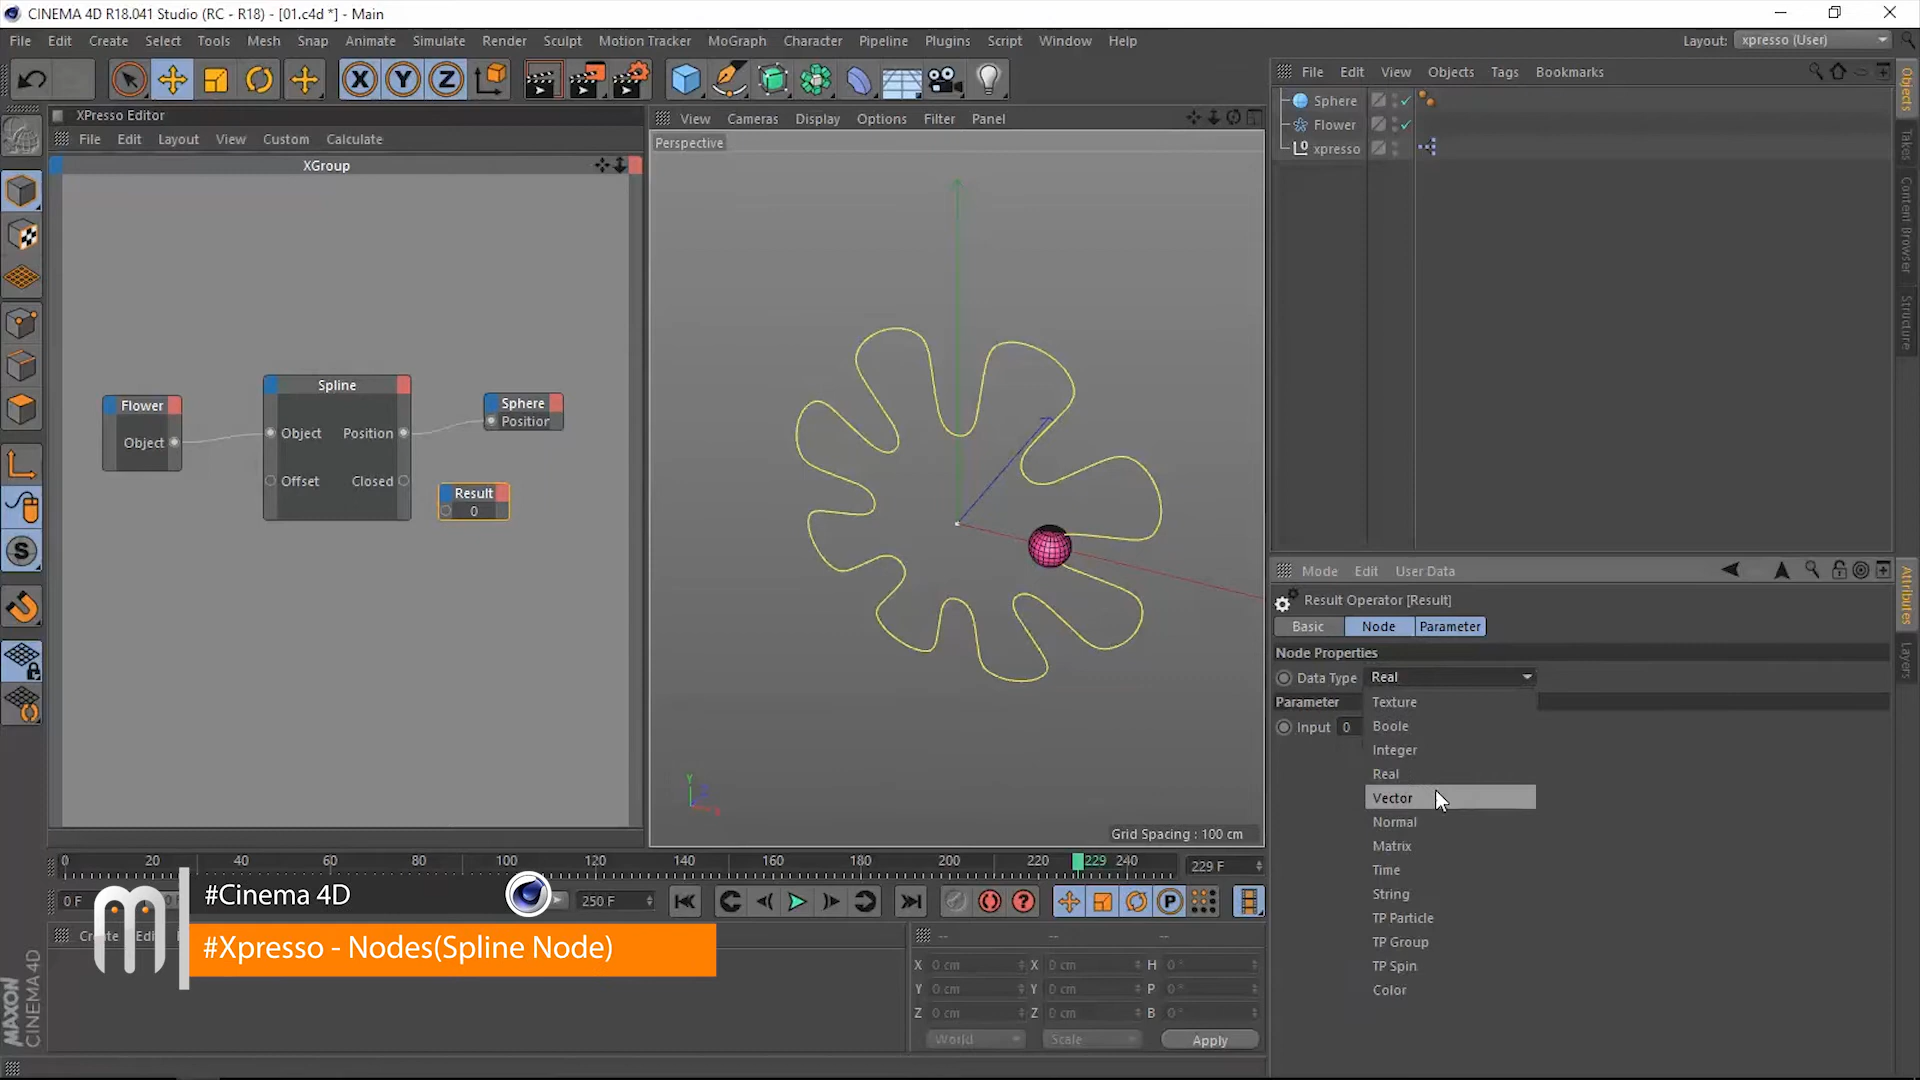 CINEMA 4D R18.041 Studio (RC - R18) - [01.c4d *] - Main
File Edit Create Select Tools Mesh Snap Animate Simulate Render Sculpt Motion Tracker MoGraph Character Pipeline Plugins Script Window Help
Layout: xpresso (User)
X Y Z
XPresso Editor
File Edit Layout View Custom Calculate
XGroup
Flower
Object
Spline
Object Position
Offset Closed
Sphere
Position
Result
0
View Cameras Display Options Filter Panel
Perspective
Y
Grid Spacing : 100 cm
File Edit View Objects Tags Bookmarks
Sphere
Flower
xpresso
Objects
Takes
Content Browser
Structure
Mode Edit User Data
Result Operator [Result]
Basic Node Parameter
Node Properties
Data Type Real
Parameter
Input 0
Texture
Boole
Integer
Real
Vector
Normal
Matrix
Time
String
TP Particle
TP Group
TP Spin
Color
Attributes
Layers
0 20 40 60 80 100 120 140 160 180 200 220 229 240
229 F
0 F
250 F
#Cinema 4D
#Xpresso - Nodes(Spline Node)
-- -- --
X 0 cm X 0 cm H 0 °
Y 0 cm Y 0 cm P 0 °
Z 0 cm Z 0 cm B 0 °
World Scale Apply
MAXON
CINEMA 4D